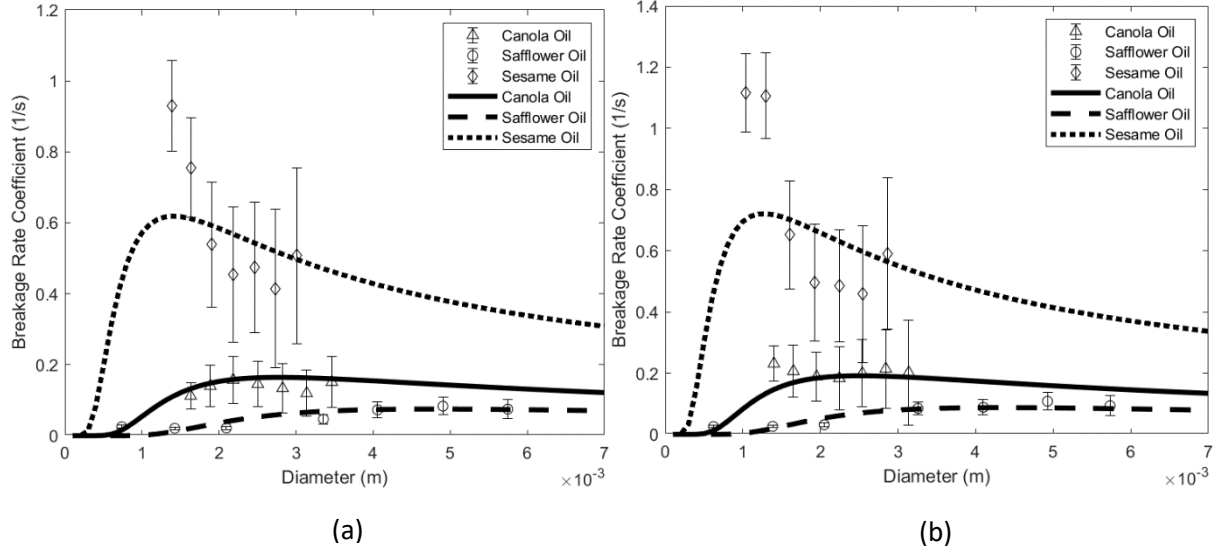 1.2
1
0.8
0.6
0.4
0.2
0
Breakage Rate Coefficient (1/s)
Canola Oil
Safflower Oil
Sesame Oil
Canola Oil
Safflower Oil
Sesame Oil
0 1 2 3 4 5 6 7
Diameter (m)
×10⁻³
(a)
1.4
1.2
1
0.8
0.6
0.4
0.2
0
Breakage Rate Coefficient (1/s)
Canola Oil
Safflower Oil
Sesame Oil
Canola Oil
Safflower Oil
Sesame Oil
0 1 2 3 4 5 6 7
Diameter (m)
×10⁻³
(b)